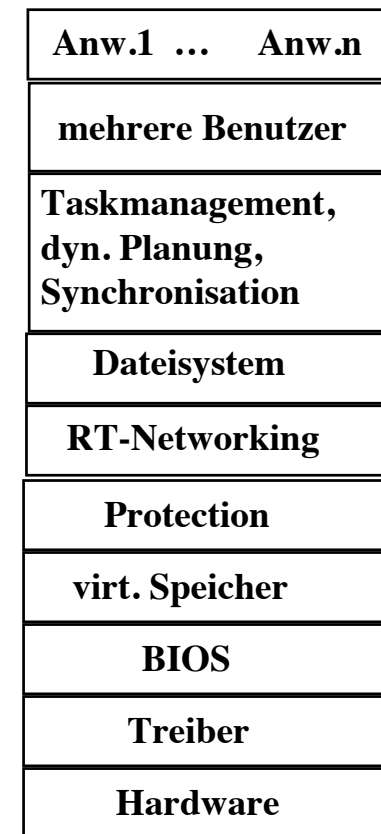 Anw.1 ... Anw.n
mehrere Benutzer
Taskmanagement,
dyn. Planung,
Synchronisation
Dateisystem
RT-Networking
Protection
virt. Speicher
BIOS
Treiber
Hardware